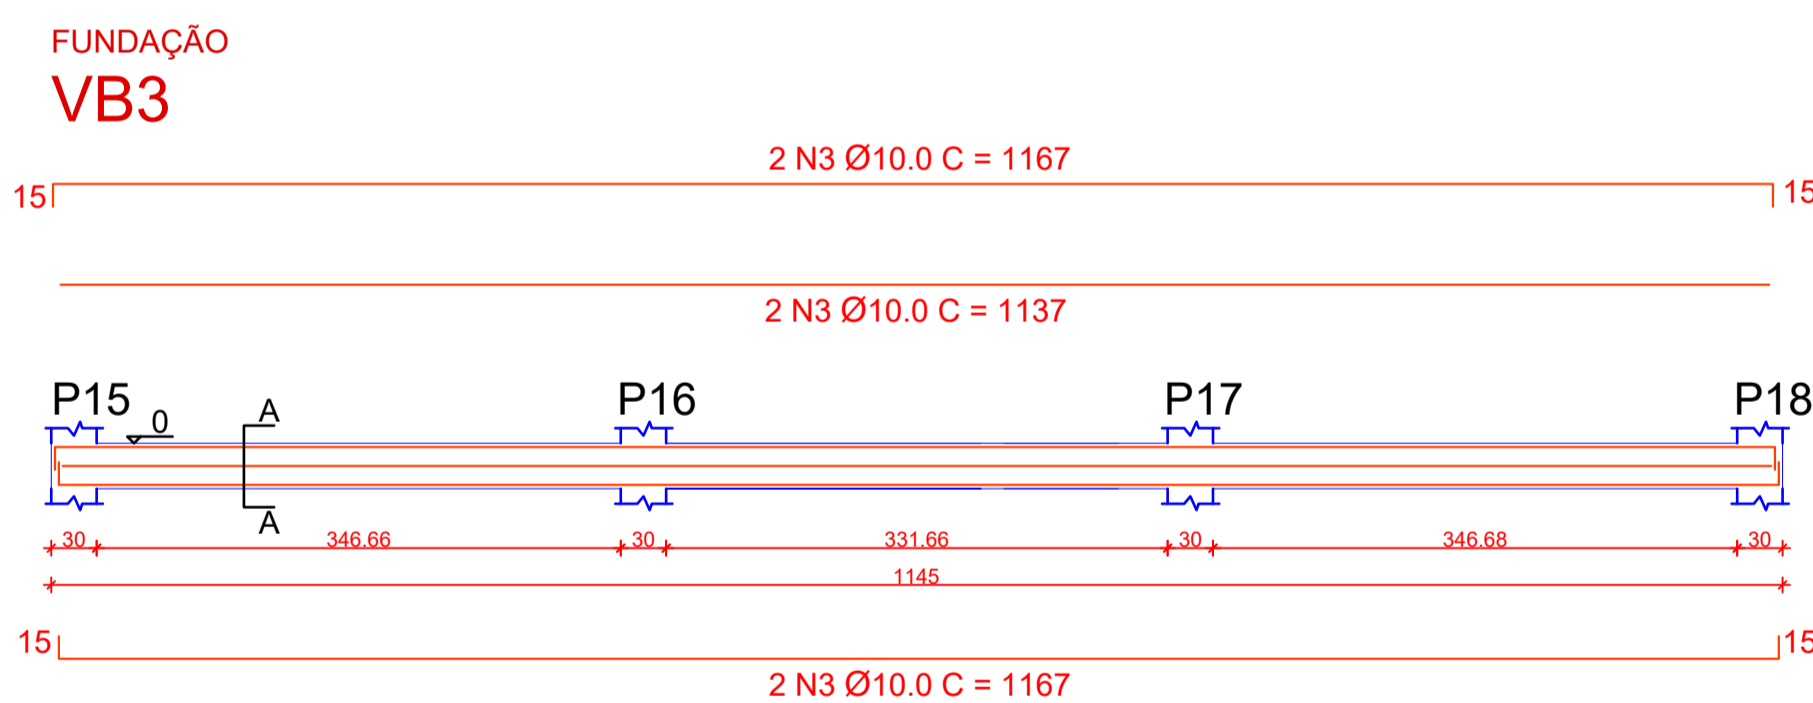 FUNDAÇÃO
VB3
2 N3 Ø10.0 C = 1167
15 15
2 N3 Ø10.0 C = 1137
P15 P16 P17 P18
0
A
A
30 346.66 30 331.66 30 346.68 30
1145
15 15
2 N3 Ø10.0 C = 1167